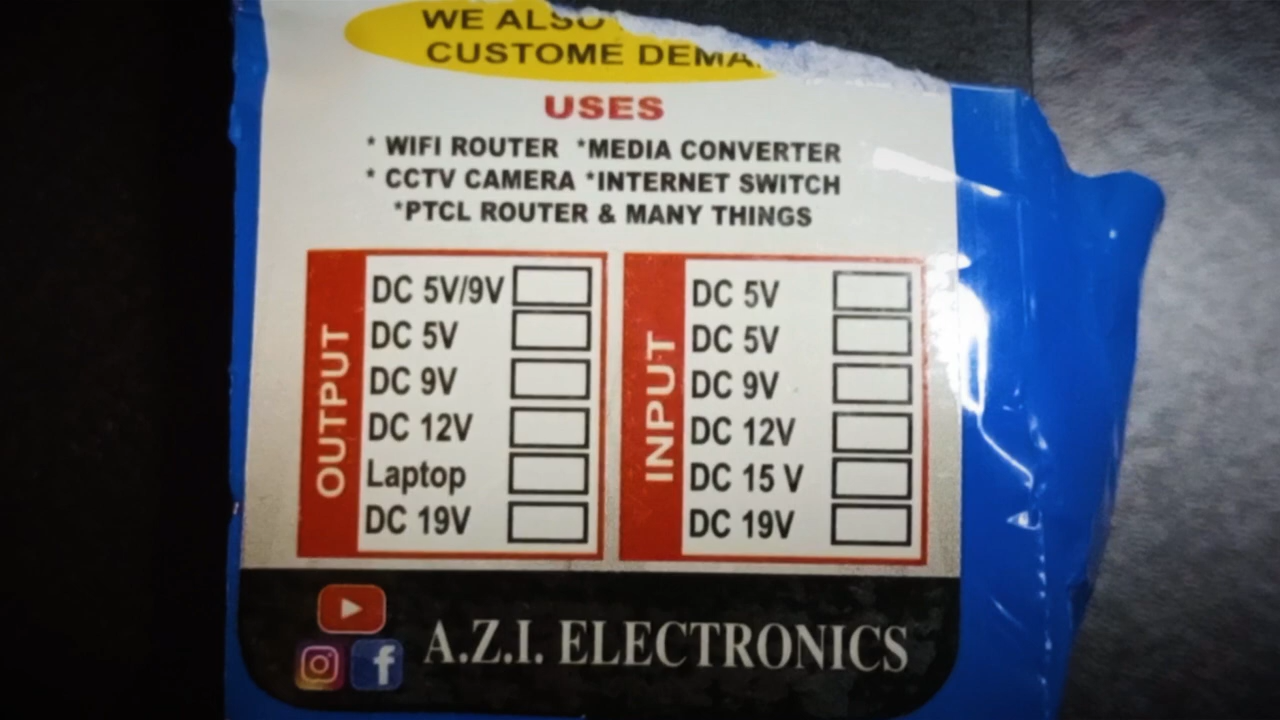 WE ALSO
CUSTOME
USES
* WIFI ROUTER *MEDIA CONVERTER
* CCTV CAMERA *INTERNET SWITCH
*PTCL ROUTER & MANY THINGS
OUTPUT
DC 5V/9V
DC 5V
DC 9V
DC 12V
Laptop
DC 19V
INPUT
DC 5V
DC 5V
DC 9V
DC 12V
DC 15 V
DC 19V
A.Z.I. ELECTRONICS